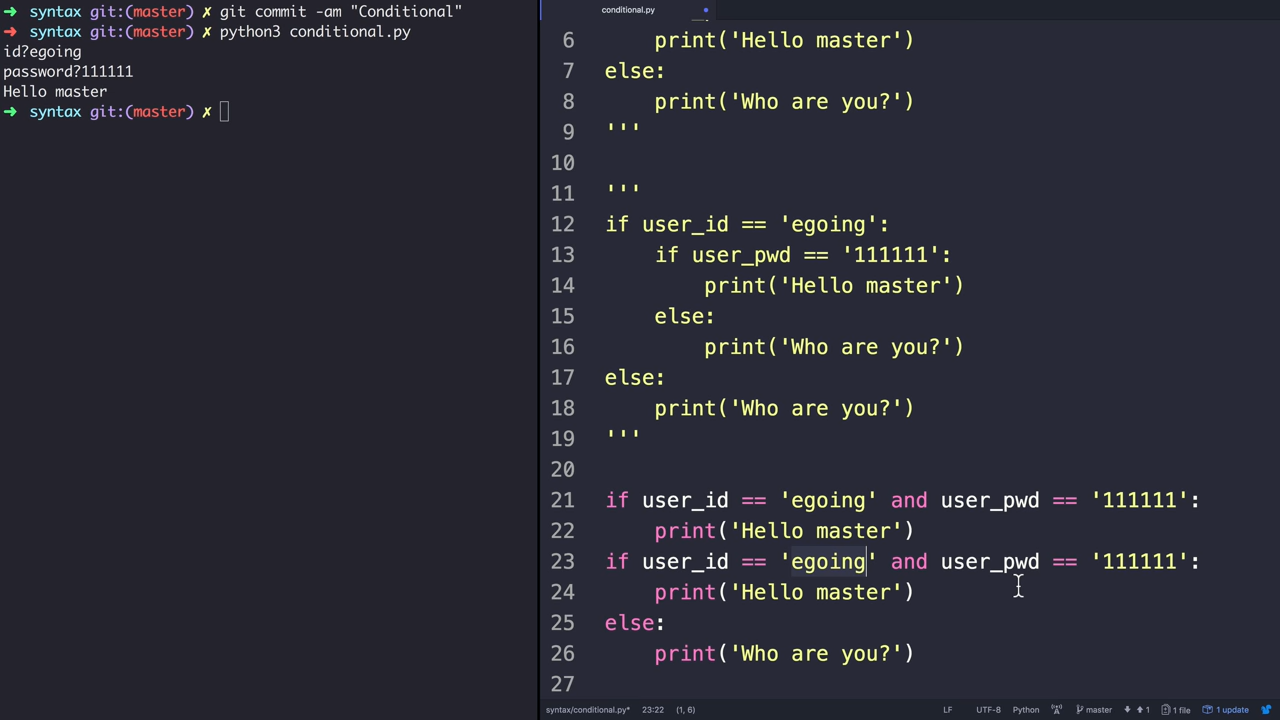 ➜ syntax git:(master) ✗ git commit -am "Conditional"
➜ syntax git:(master) ✗ python3 conditional.py
id?egoing
password?111111
Hello master
➜ syntax git:(master) ✗
conditional.py
6 print('Hello master')
7 else:
8 print('Who are you?')
9 '''
10
11 '''
12 if user_id == 'egoing':
13 if user_pwd == '111111':
14 print('Hello master')
15 else:
16 print('Who are you?')
17 else:
18 print('Who are you?')
19 '''
20
21 if user_id == 'egoing' and user_pwd == '111111':
22 print('Hello master')
23 if user_id == 'egoing' and user_pwd == '111111':
24 print('Hello master')
25 else:
26 print('Who are you?')
27
syntax/conditional.py* 23:22 (1, 6) LF UTF-8 Python master 1 1 file 1 update